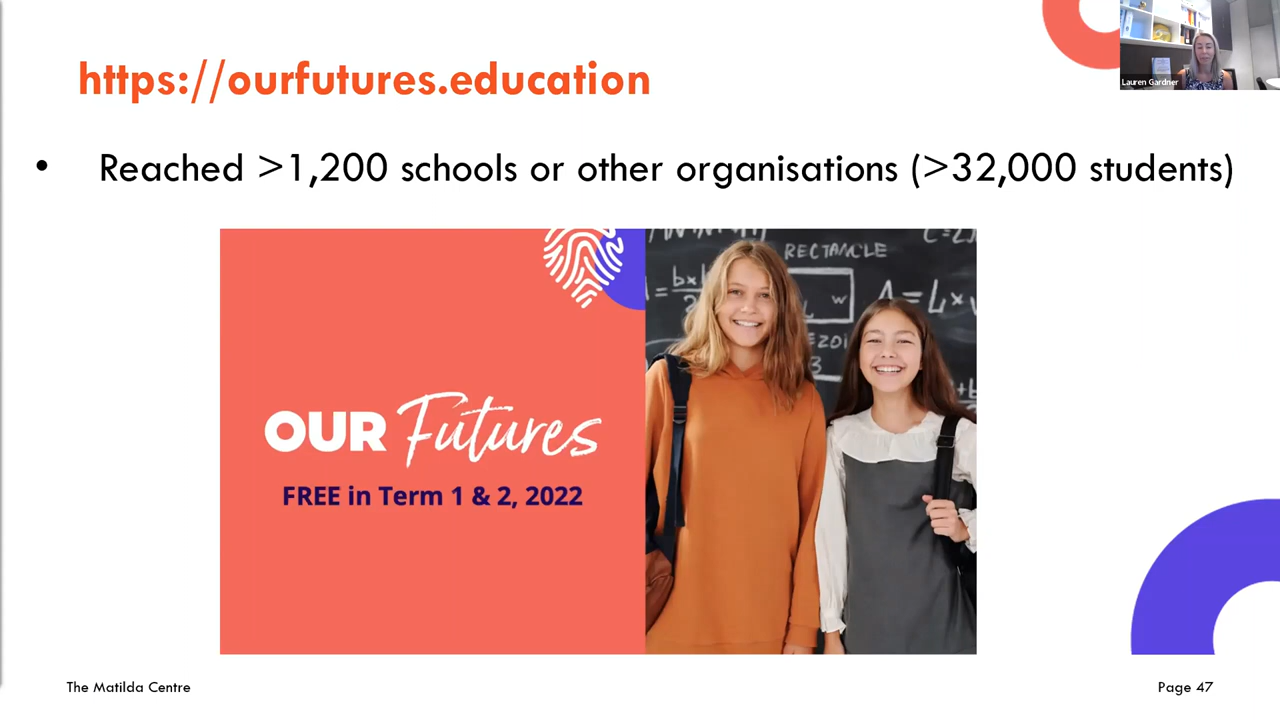 https://ourfutures.education
Lauren Gardner
• Reached >1,200 schools or other organisations (>32,000 students)
OUR Futures
FREE in Term 1 & 2, 2022
RECTANGLE
w
The Matilda Centre
Page 47